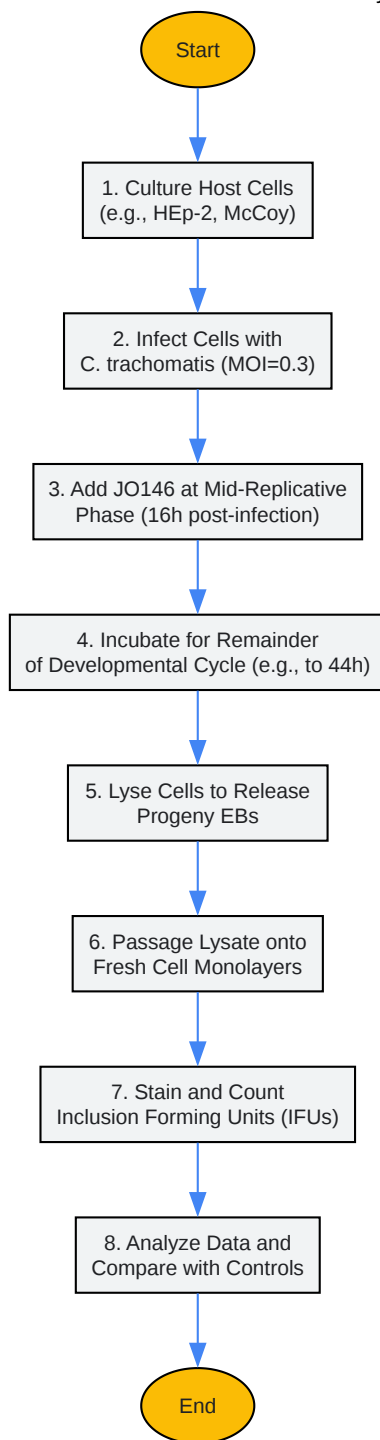 Start
1. Culture Host Cells
(e.g., HEp-2, McCoy)
2. Infect Cells with
C. trachomatis (MOI=0.3)
3. Add JO146 at Mid-Replicative
Phase (16h post-infection)
4. Incubate for Remainder
of Developmental Cycle (e.g., to 44h)
5. Lyse Cells to Release
Progeny EBs
6. Passage Lysate onto
Fresh Cell Monolayers
7. Stain and Count
Inclusion Forming Units (IFUs)
8. Analyze Data and
Compare with Controls
End